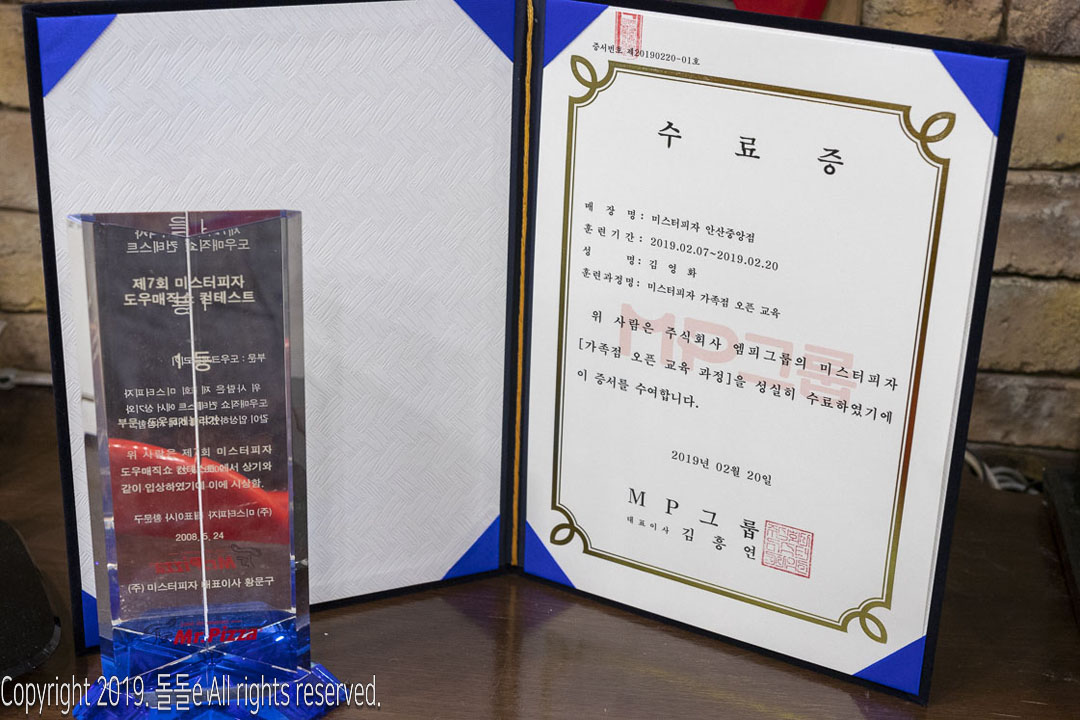 제7회 미스터피자
도우매직쇼 컨테스트
1등
위 사람은 제7회 미스터피자
도우매직쇼 컨테스트에서 상기와
같이 입상하였기에 이에 시상함.
2008. 5. 24
(주) 미스터피자 대표이사 황문구
Mr.Pizza
증서번호 제20190220-01호
수 료 증
매 장 명 : 미스터피자 안산중앙점
훈련기간 : 2019.02.07~2019.02.20
성 명 : 김 영 화
훈련과정명 : 미스터피자 가족점 오픈 교육
MP그룹
위 사람은 주식회사 엠피그룹의 미스터피자
[가족점 오픈 교육 과정]을 성실히 수료하였기에
이 증서를 수여합니다.
2019년 02월 20일
MP그룹
대표이사 김 흥 연
Copyright 2019. 돌돌e All rights reserved.